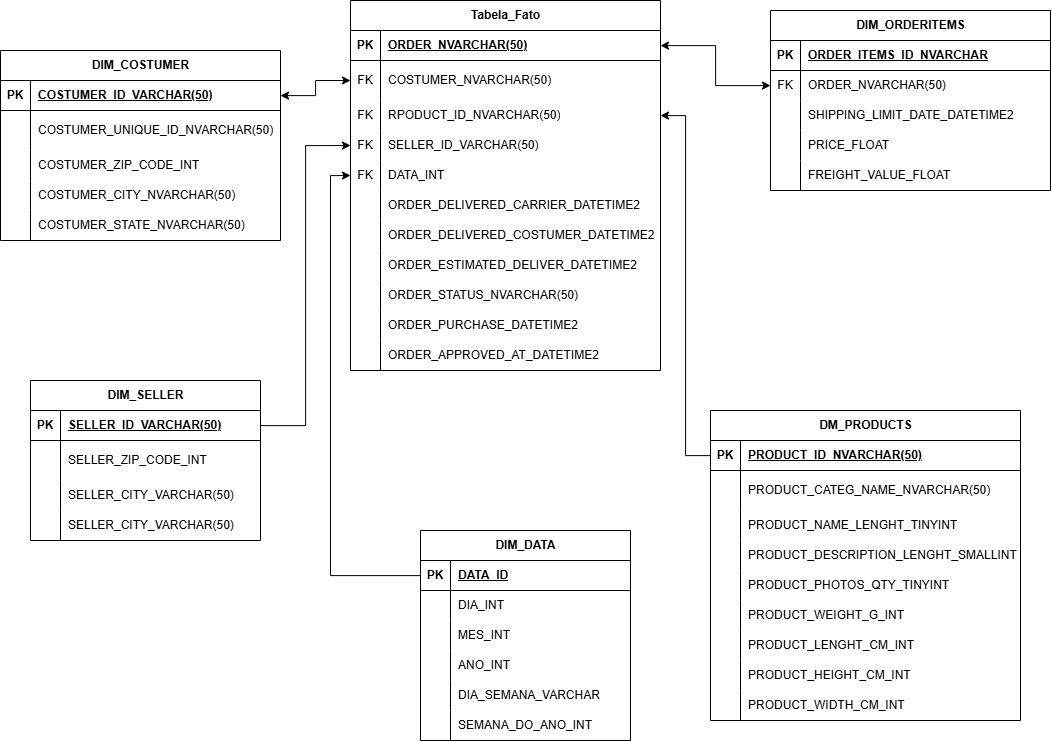 Tabela_Fato
PK ORDER_NVARCHAR(50)
FK COSTUMER_NVARCHAR(50)
FK RPODUCT_ID_NVARCHAR(50)
FK SELLER_ID_VARCHAR(50)
FK DATA_INT
ORDER_DELIVERED_CARRIER_DATETIME2
ORDER_DELIVERED_COSTUMER_DATETIME2
ORDER_ESTIMATED_DELIVER_DATETIME2
ORDER_STATUS_NVARCHAR(50)
ORDER_PURCHASE_DATETIME2
ORDER_APPROVED_AT_DATETIME2
DIM_ORDERITEMS
PK ORDER_ITEMS_ID_NVARCHAR
FK ORDER_NVARCHAR(50)
SHIPPING_LIMIT_DATE_DATETIME2
PRICE_FLOAT
FREIGHT_VALUE_FLOAT
DIM_COSTUMER
PK COSTUMER_ID_VARCHAR(50)
COSTUMER_UNIQUE_ID_NVARCHAR(50)
COSTUMER_ZIP_CODE_INT
COSTUMER_CITY_NVARCHAR(50)
COSTUMER_STATE_NVARCHAR(50)
DIM_SELLER
PK SELLER_ID_VARCHAR(50)
SELLER_ZIP_CODE_INT
SELLER_CITY_VARCHAR(50)
SELLER_CITY_VARCHAR(50)
DM_PRODUCTS
PK PRODUCT_ID_NVARCHAR(50)
PRODUCT_CATEG_NAME_NVARCHAR(50)
PRODUCT_NAME_LENGHT_TINYINT
PRODUCT_DESCRIPTION_LENGHT_SMALLINT
PRODUCT_PHOTOS_QTY_TINYINT
PRODUCT_WEIGHT_G_INT
PRODUCT_LENGHT_CM_INT
PRODUCT_HEIGHT_CM_INT
PRODUCT_WIDTH_CM_INT
DIM_DATA
PK DATA_ID
DIA_INT
MES_INT
ANO_INT
DIA_SEMANA_VARCHAR
SEMANA_DO_ANO_INT